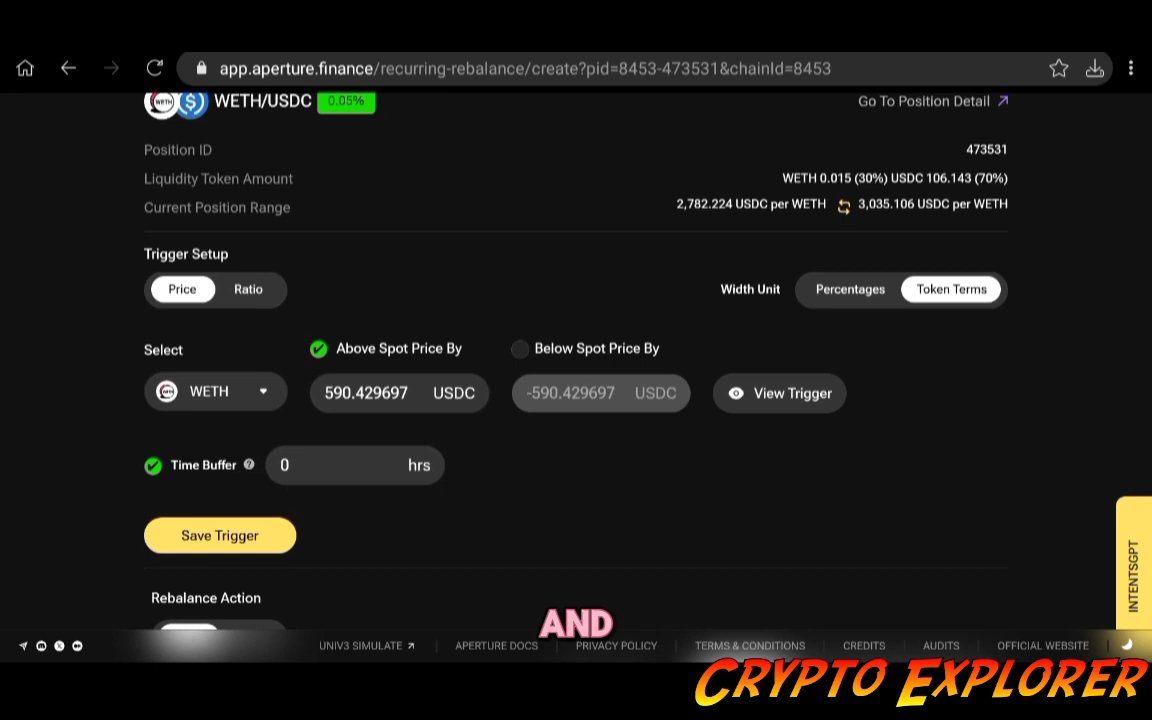 app.aperture.finance/recurring-rebalance/create?pid=8453-473531&chainId=8453
WETH WETH/USDC 0.05% Go To Position Detail
Position ID 473531
Liquidity Token Amount WETH 0.015 (30%) USDC 106.143 (70%)
Current Position Range 2,782.224 USDC per WETH 3,035.106 USDC per WETH
Trigger Setup
Price Ratio Width Unit Percentages Token Terms
Select Above Spot Price By Below Spot Price By
WETH WETH 590.429697 USDC -590.429697 USDC View Trigger
Time Buffer ? 0 hrs
Save Trigger
INTENTSGPT
Rebalance Action
AND
UNIV3 SIMULATE APERTURE DOCS PRIVACY POLICY TERMS & CONDITIONS CREDITS AUDITS OFFICIAL WEBSITE
CRYPTO EXPLORER